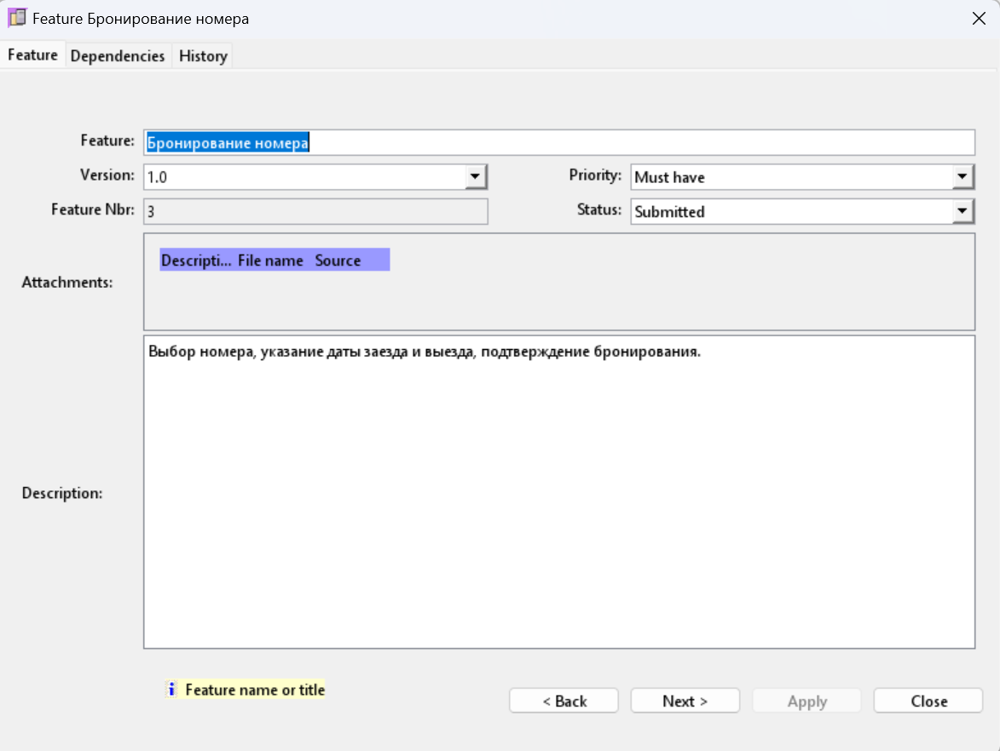 Feature Бронирование номера
Feature Dependencies History
Feature: Бронирование номера
Version: 1.0 Priority: Must have
Feature Nbr: 3 Status: Submitted
Attachments: Descripti... File name Source
Выбор номера, указание даты заезда и выезда, подтверждение бронирования.
Description:
i Feature name or title
< Back Next > Apply Close